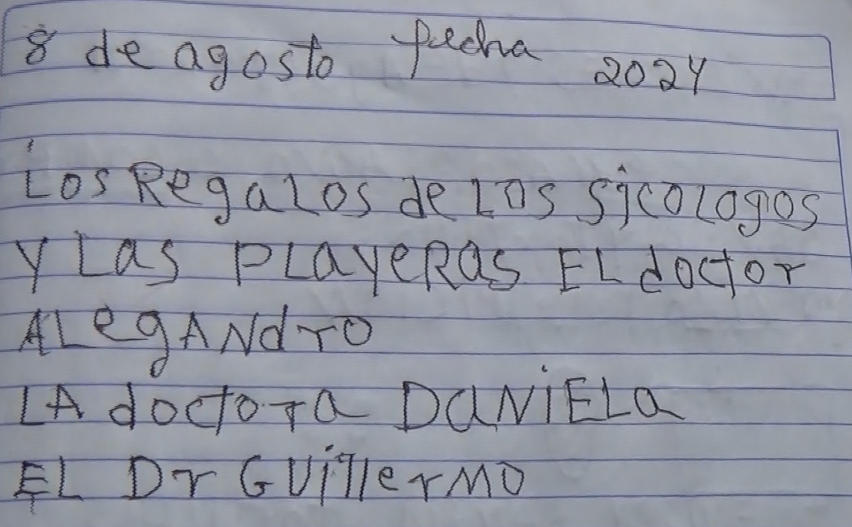 8 de agosto fecha 2024
Los Regalos de Los Sicologos
y Las PLayeRas EL doctor
ALegANdro
LA doctora DaNiELa
EL Dr GUillerMO